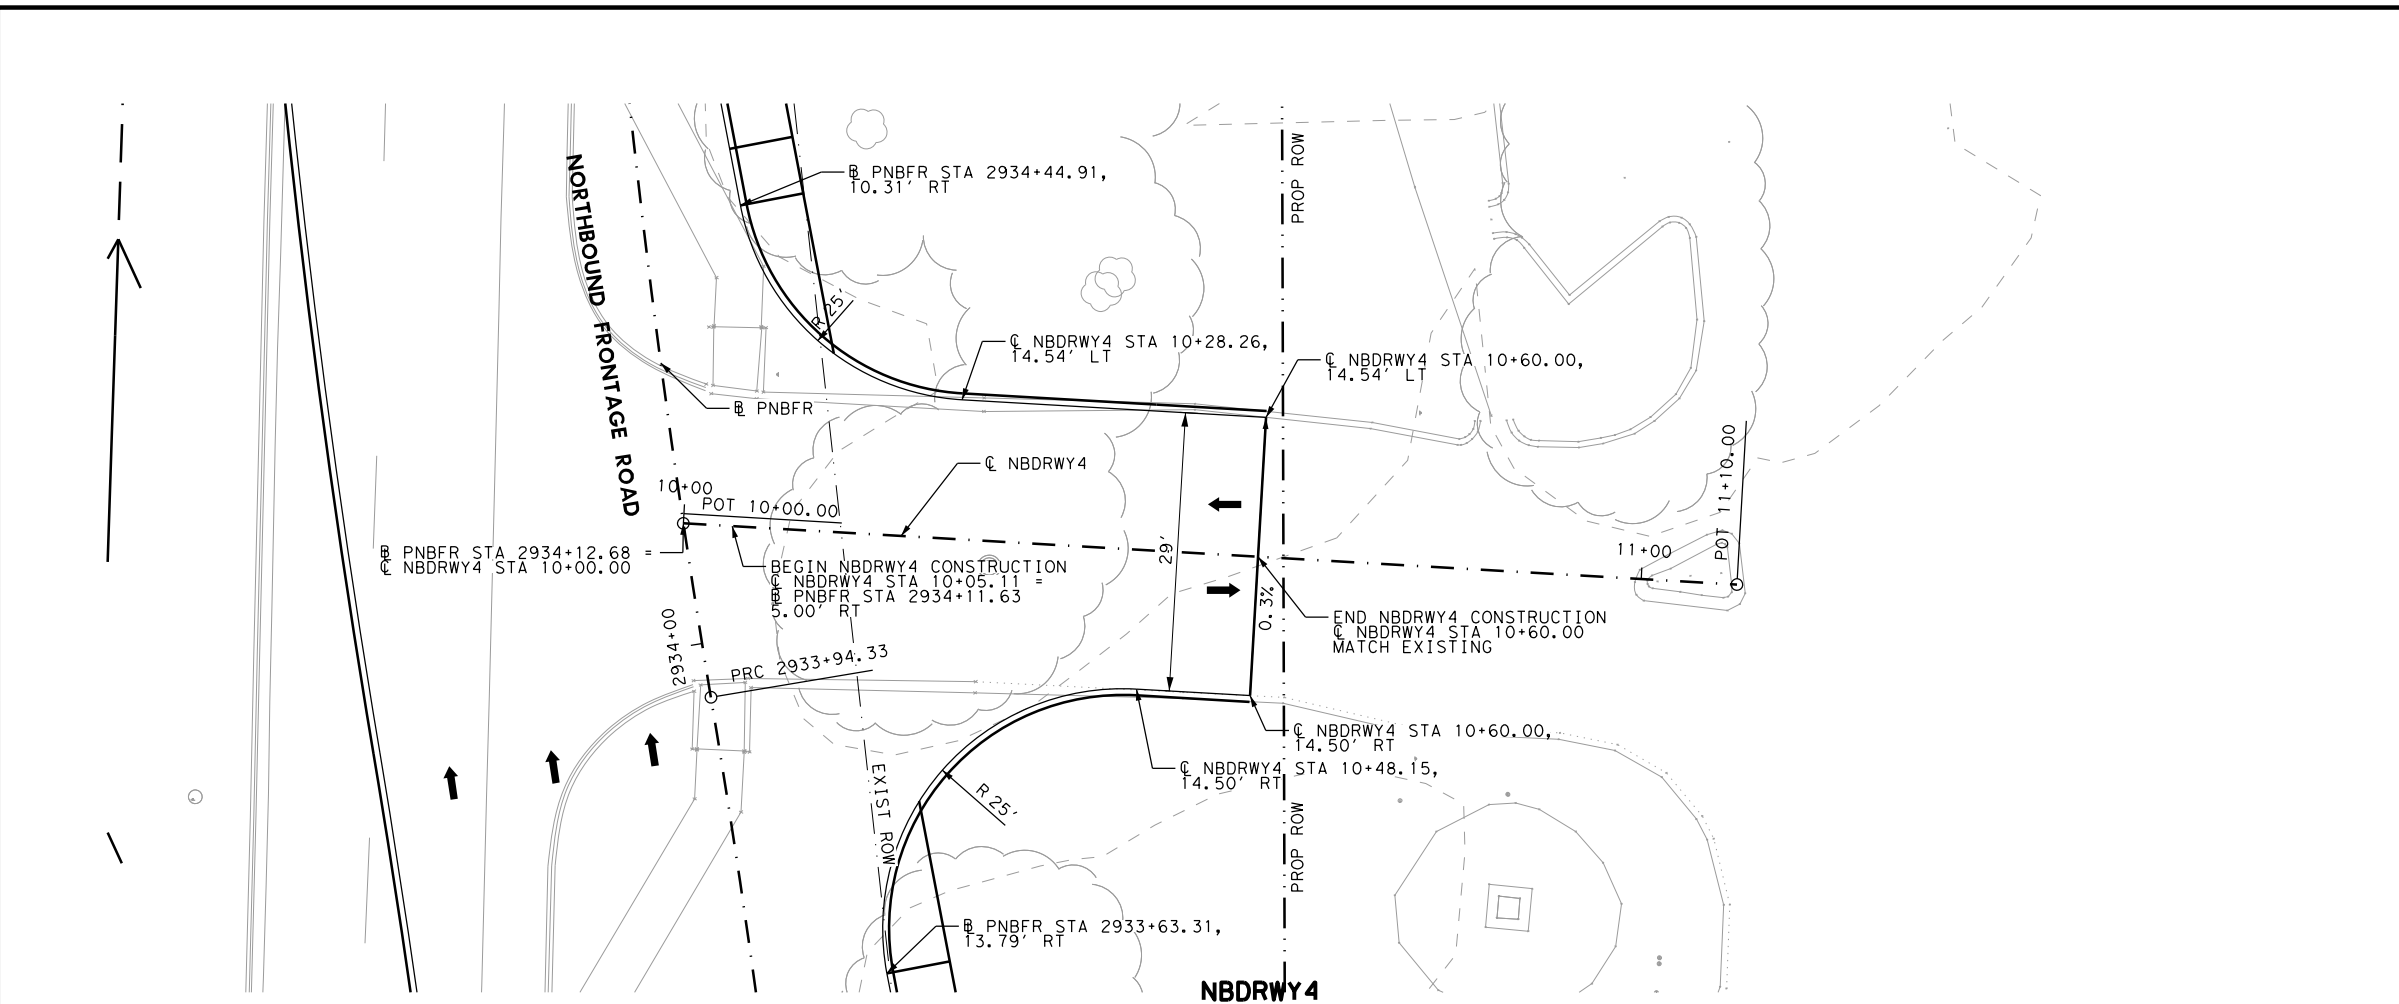 NORTHBOUND FRONTAGE ROAD
PROP ROW
℄ PNBFR STA 2934+44.91,
10.31' RT
R 25'
℄ NBDRWY4 STA 10+28.26,
14.54' LT
℄ NBDRWY4 STA 10+60.00,
14.54' LT
℄ PNBFR
℄ NBDRWY4
10+00
POT 10+00.00
POT 11+10.00
11+00
℄ PNBFR STA 2934+12.68 =
℄ NBDRWY4 STA 10+00.00
BEGIN NBDRWY4 CONSTRUCTION
℄ NBDRWY4 STA 10+05.11 =
℄ PNBFR STA 2934+11.63
5.00' RT
29'
0.3%
END NBDRWY4 CONSTRUCTION
℄ NBDRWY4 STA 10+60.00
MATCH EXISTING
2934+00
PRC 2933+94.33
℄ NBDRWY4 STA 10+60.00,
14.50' RT
℄ NBDRWY4 STA 10+48.15,
14.50' RT
EXIST ROW
R 25'
PROP ROW
℄ PNBFR STA 2933+63.31,
13.79' RT
NBDRWY4